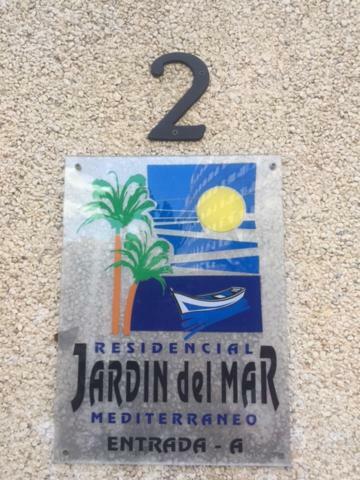 2
RESIDENCIAL
JARDIN del MAR
MEDITERRANEO
ENTRADA - A